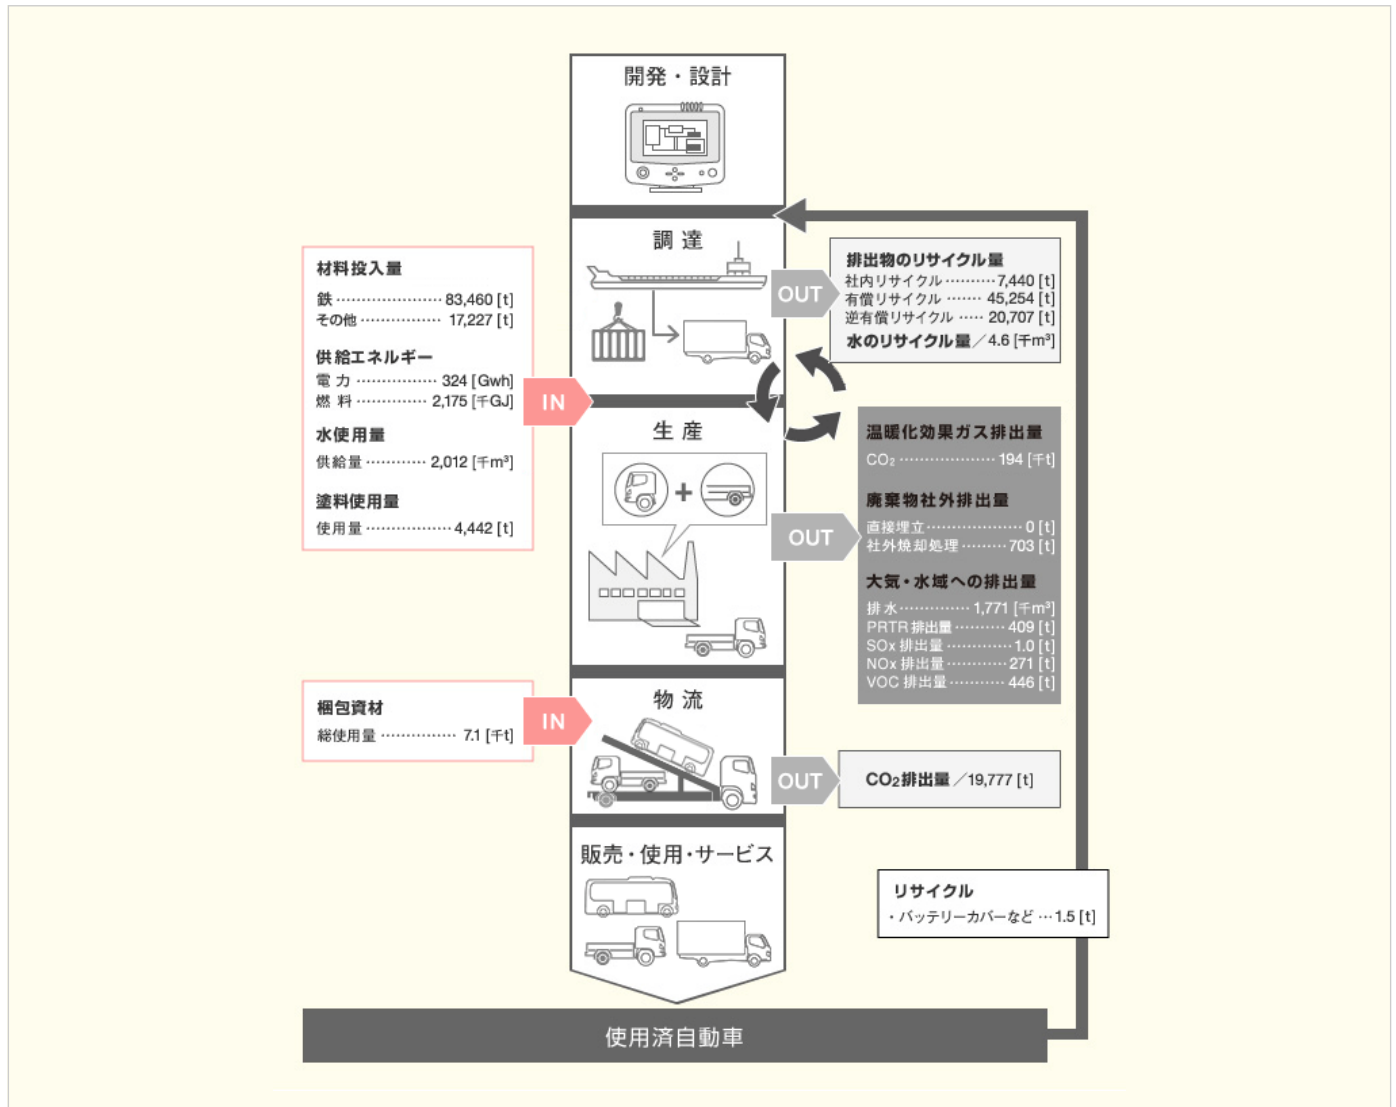 開発・設計
調達
材料投入量
鉄 ····················· 83,460 [t]
その他 ················ 17,227 [t]
供給エネルギー
電力 ················ 324 [Gwh]
燃料 ·············· 2,175 [千GJ]
水使用量
供給量 ············ 2,012 [千m³]
塗料使用量
使用量 ················· 4,442 [t]
IN
OUT
排出物のリサイクル量
社内リサイクル ·········· 7,440 [t]
有償リサイクル ······· 45,254 [t]
逆有償リサイクル ····· 20,707 [t]
水のリサイクル量／4.6 [千m³]
生産
OUT
温暖化効果ガス排出量
CO₂ ··················· 194 [千t]
廃棄物社外排出量
直接埋立 ··················· 0 [t]
社外焼却処理 ········· 703 [t]
大気・水域への排出量
排水 ·············· 1,771 [千m³]
PRTR 排出量 ·········· 409 [t]
SOx 排出量 ············· 1.0 [t]
NOx 排出量 ··········· 271 [t]
VOC 排出量 ··········· 446 [t]
梱包資材
総使用量 ··············· 7.1 [千t]
IN
物流
OUT
CO₂排出量／19,777 [t]
販売・使用・サービス
リサイクル
・バッテリーカバーなど ··· 1.5 [t]
使用済自動車